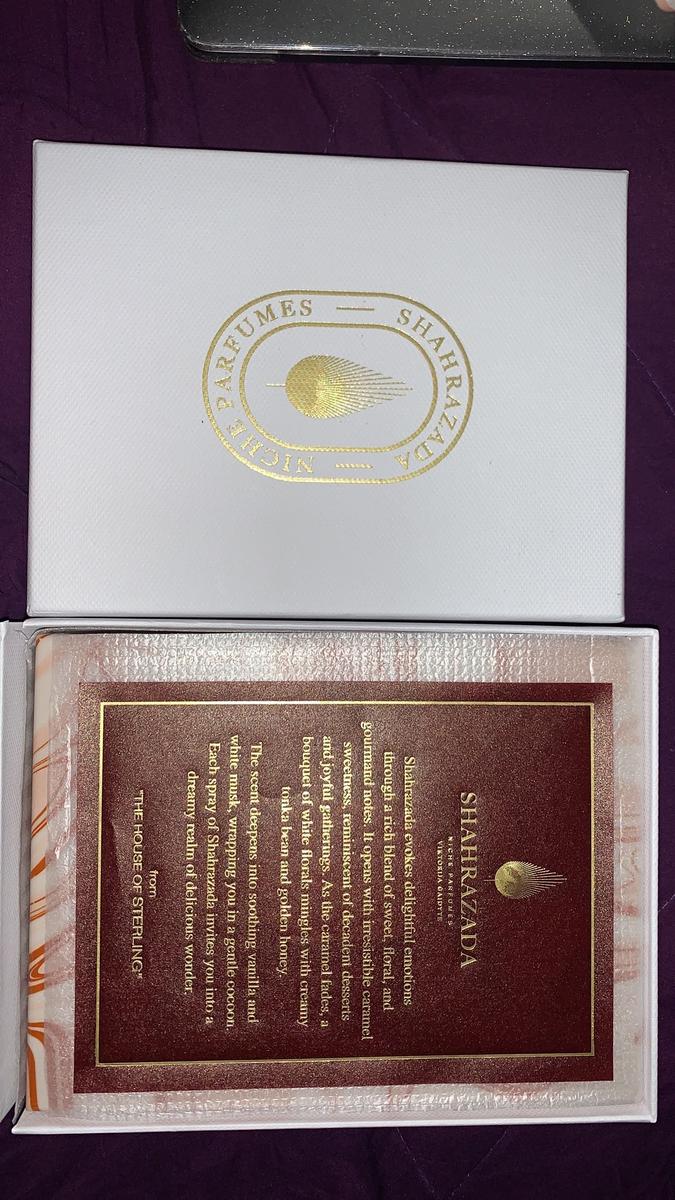 SHAHRAZADA — NICHE PARFUMES —
SHAHRAZADA
NICHE PARFUMES
VIKTORIJA GAIDYTE
Shahrazada evokes delightful emotions
through a rich blend of sweet, floral, and
gourmand notes. It opens with irresistible caramel
sweetness, reminiscent of decadent desserts
and joyful gatherings. As the caramel fades, a
bouquet of white florals mingles with creamy
tonka bean and golden honey.
The scent deepens into soothing vanilla and
white musk, wrapping you in a gentle cocoon.
Each spray of Shahrazada invites you into a
dreamy realm of delicious wonder.
from
"THE HOUSE OF STERLING"